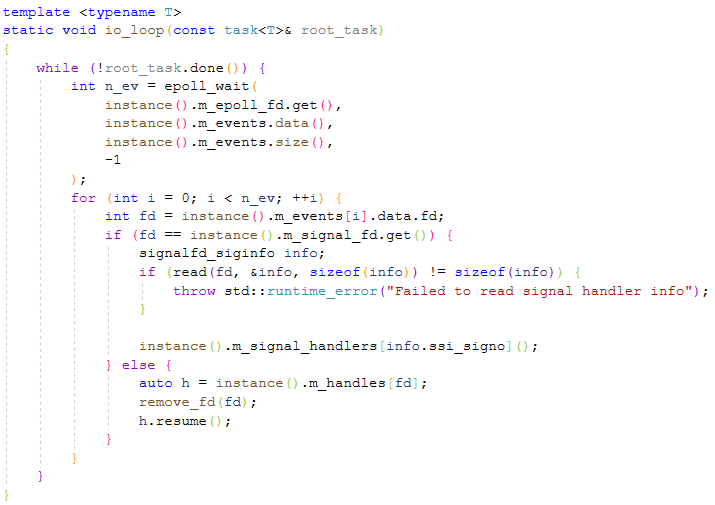 template <typename T>
static void io_loop(const task<T>& root_task)
{
    while (!root_task.done()) {
        int n_ev = epoll_wait(
            instance().m_epoll_fd.get(),
            instance().m_events.data(),
            instance().m_events.size(),
            -1
        );
        for (int i = 0; i < n_ev; ++i) {
            int fd = instance().m_events[i].data.fd;
            if (fd == instance().m_signal_fd.get()) {
                signalfd_siginfo info;
                if (read(fd, &info, sizeof(info)) != sizeof(info)) {
                    throw std::runtime_error("Failed to read signal handler info");
                }

                instance().m_signal_handlers[info.ssi_signo]();
            } else {
                auto h = instance().m_handles[fd];
                remove_fd(fd);
                h.resume();
            }
        }
    }
}